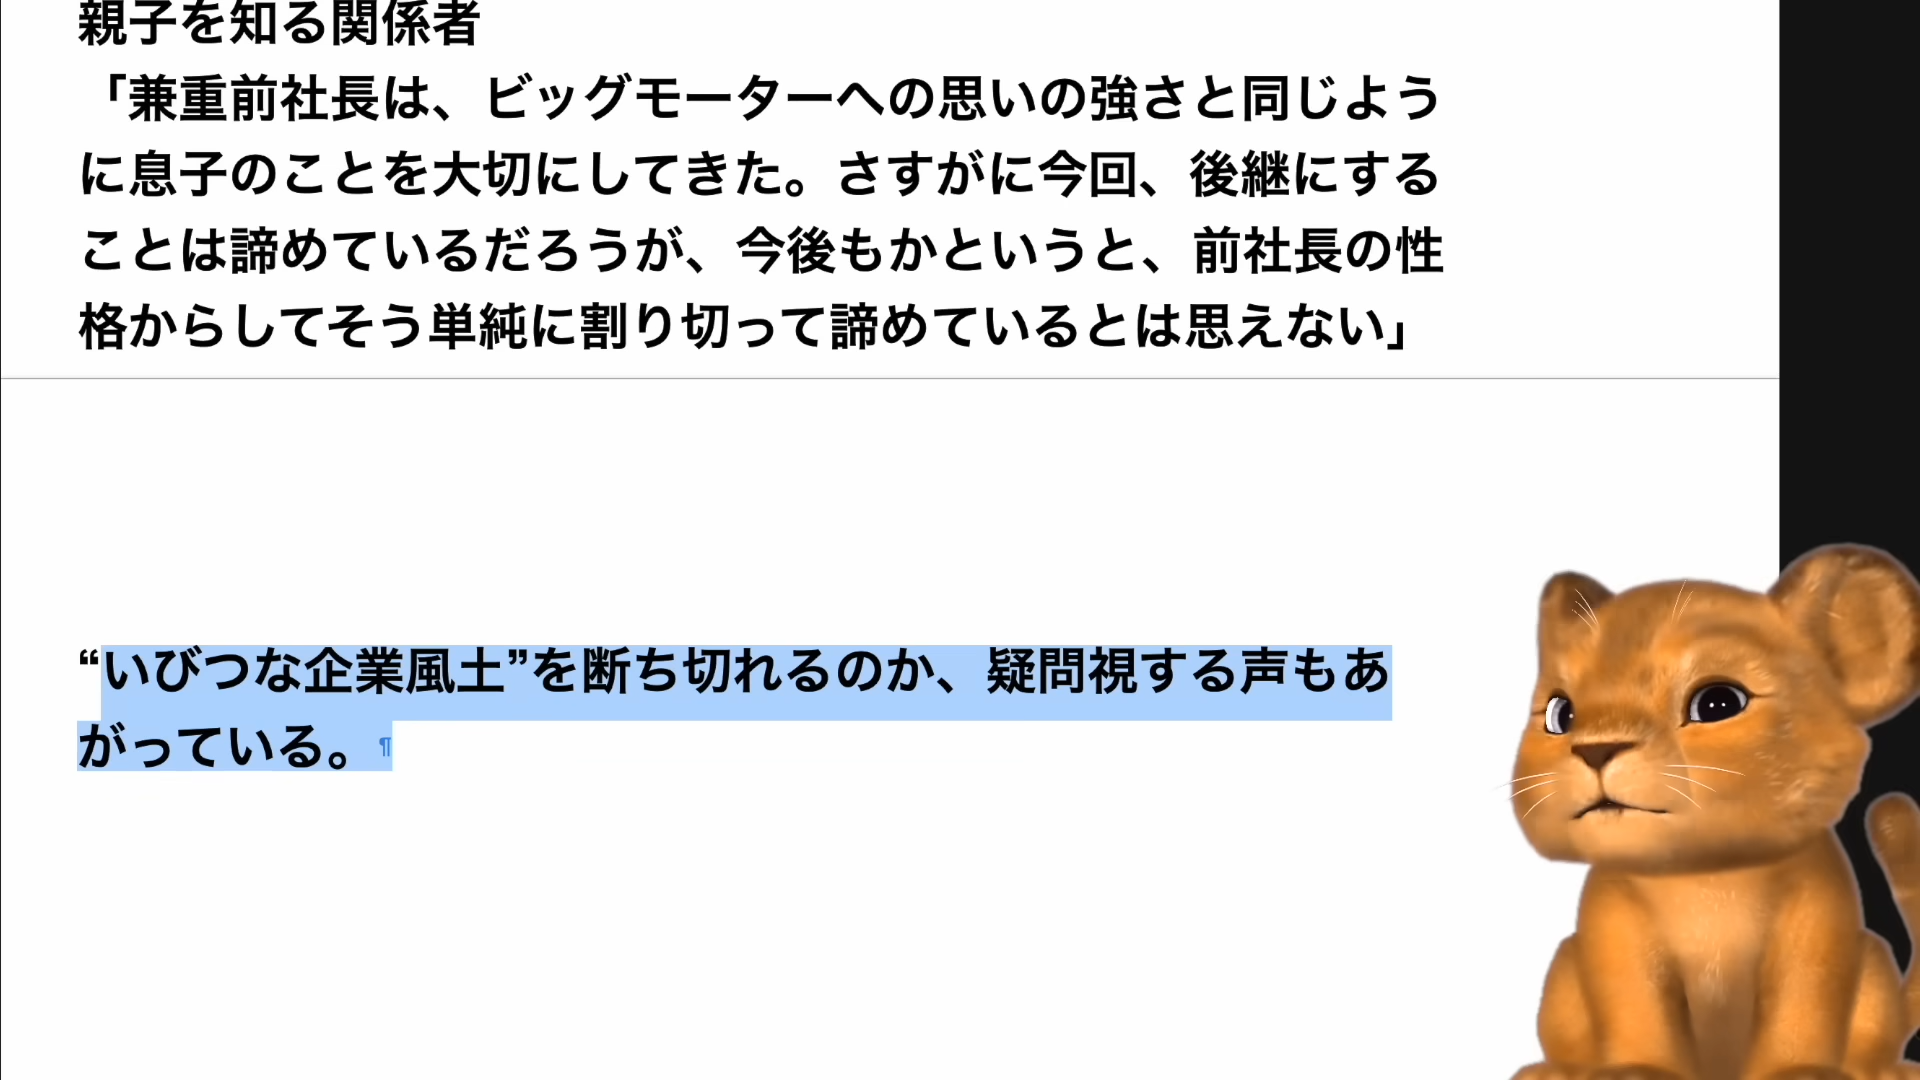 親子を知る関係者
「兼重前社長は、ビッグモーターへの思いの強さと同じよう
に息子のことを大切にしてきた。さすがに今回、後継にする
ことは諦めているだろうが、今後もかというと、前社長の性
格からしてそう単純に割り切って諦めているとは思えない」
“いびつな企業風土”を断ち切れるのか、疑問視する声もあ
がっている。¶